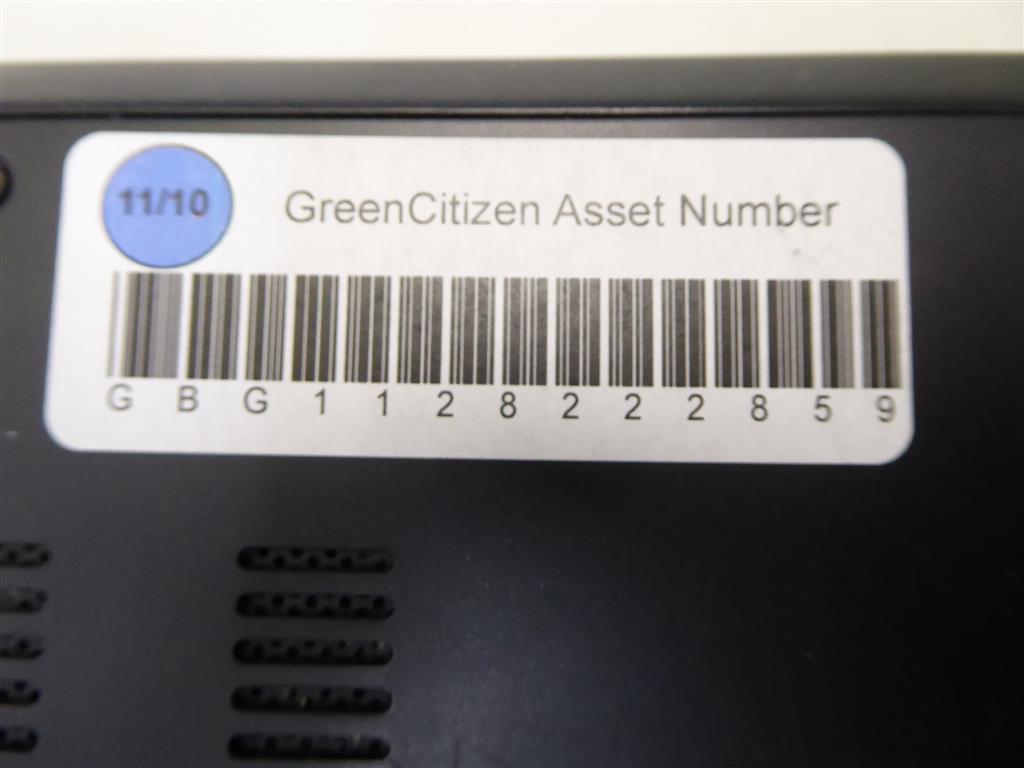 11/10
GreenCitizen Asset Number
G B G 1 1 2 8 2 2 2 8 5 9